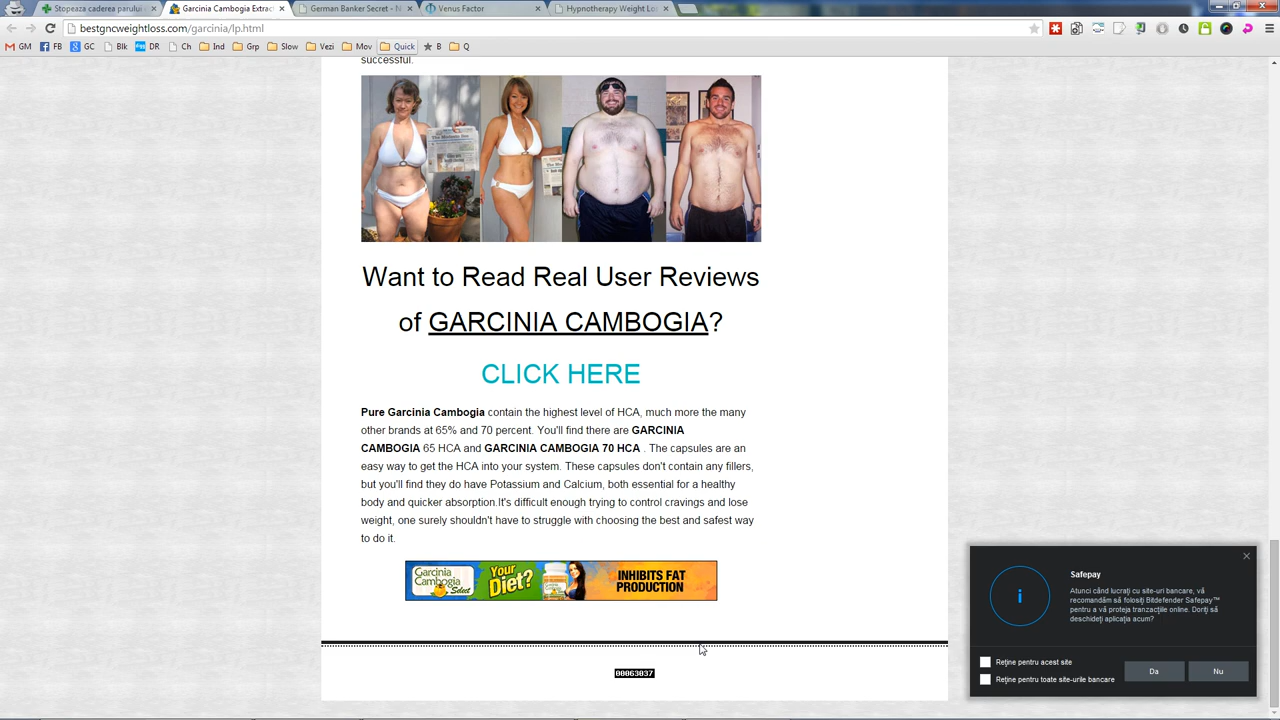 Stopeaza caderea parului
Garcinia Cambogia Extrac
German Banker Secret - N
Venus Factor
Hypnotherapy Weight Lo
bestgncweightloss.com/garcinia/lp.html
GM FB GC Blk DR Ch Ind Grp Slow Vezi Mov Quick B Q
successful.
Want to Read Real User Reviews
of GARCINIA CAMBOGIA?
CLICK HERE
Pure Garcinia Cambogia contain the highest level of HCA, much more the many
other brands at 65% and 70 percent. You'll find there are GARCINIA
CAMBOGIA 65 HCA and GARCINIA CAMBOGIA 70 HCA . The capsules are an
easy way to get the HCA into your system. These capsules don't contain any fillers,
but you'll find they do have Potassium and Calcium, both essential for a healthy
body and quicker absorption.It's difficult enough trying to control cravings and lose
weight, one surely shouldn't have to struggle with choosing the best and safest way
to do it.
Garcinia
Cambogia
Select
Your
Diet?
INHIBITS FAT
PRODUCTION
00063037
Safepay
Atunci când lucrați cu site-uri bancare, vă
recomandăm să folosiți Bitdefender Safepay™
pentru a vă proteja tranzacțiile online. Doriți să
deschideți aplicația acum?
Reține pentru acest site
Reține pentru toate site-urile bancare
Da
Nu